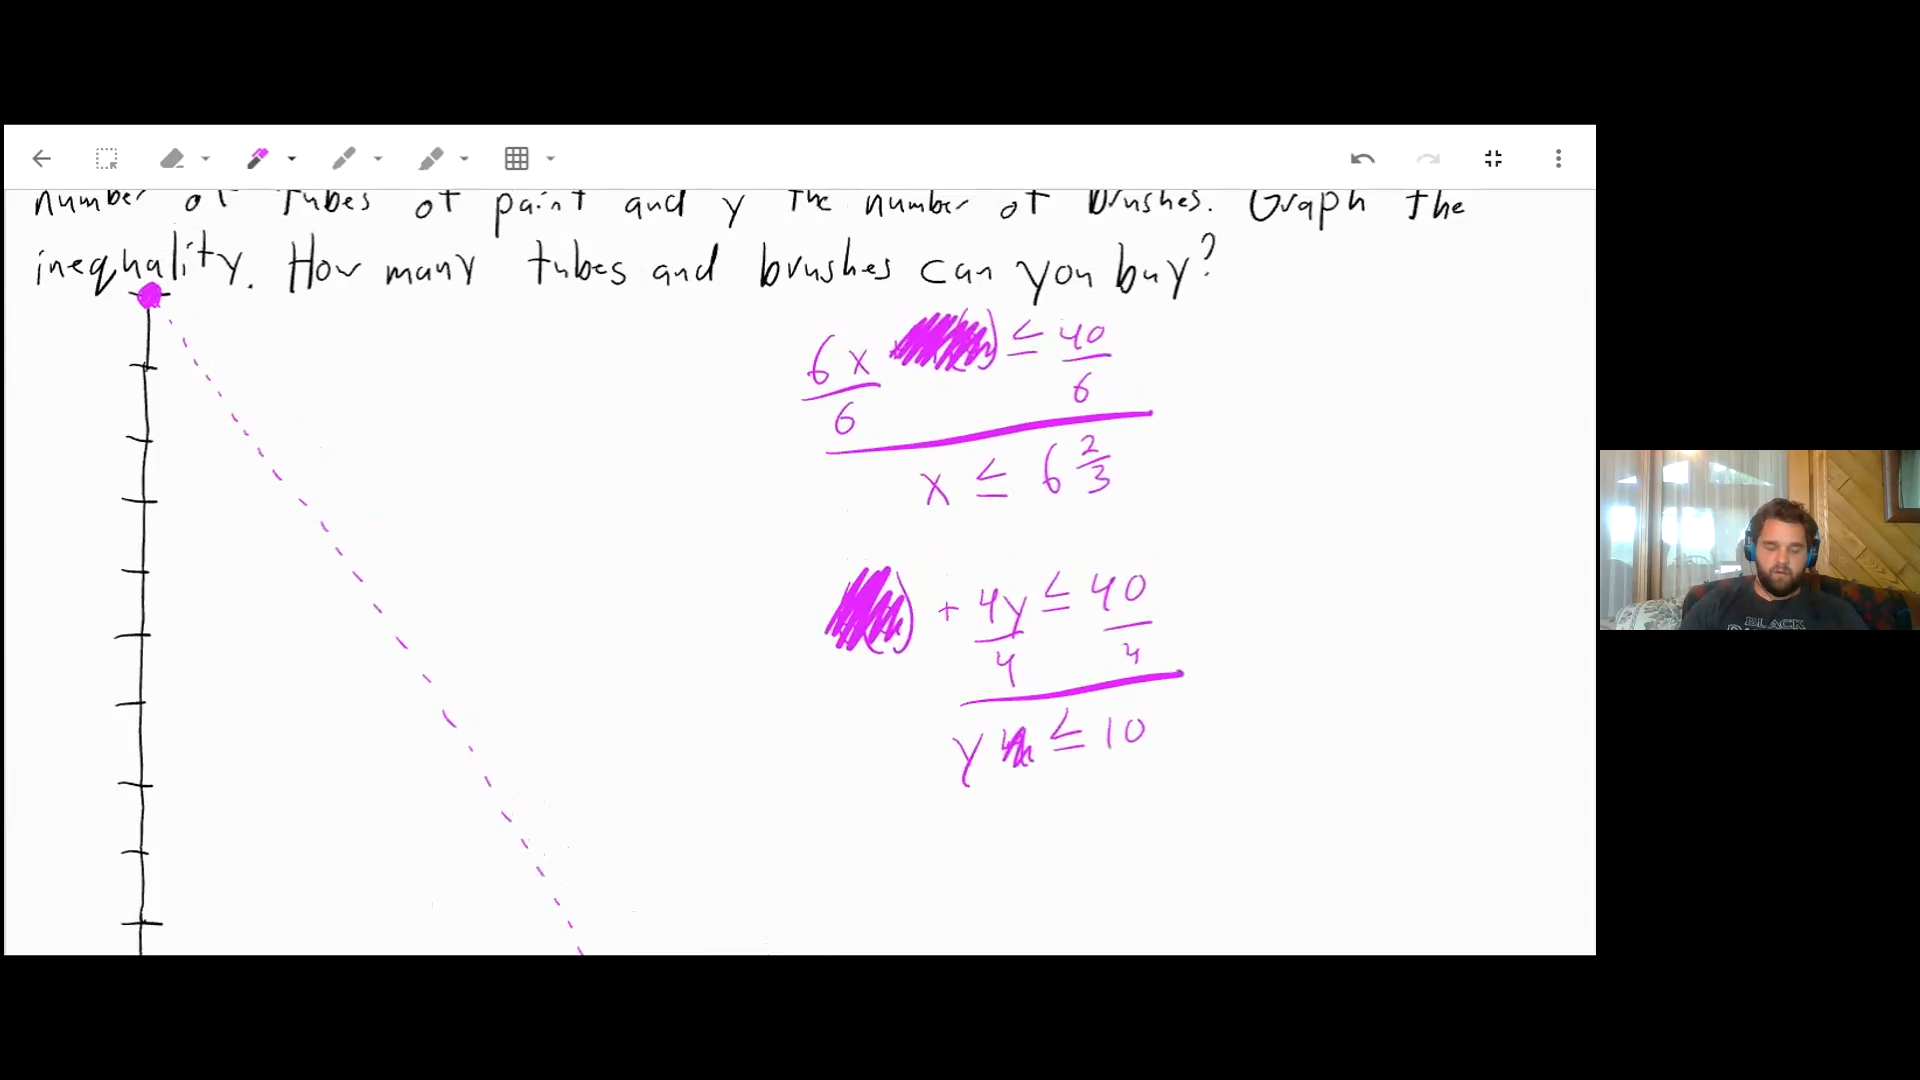 number of tubes of paint and y the number of brushes. Graph the
inequality. How many tubes and brushes can you buy?
6x ≤ 40
6 6
x ≤ 6 2/3
+ 4y ≤ 40
4 4
y ≤ 10
BLACK